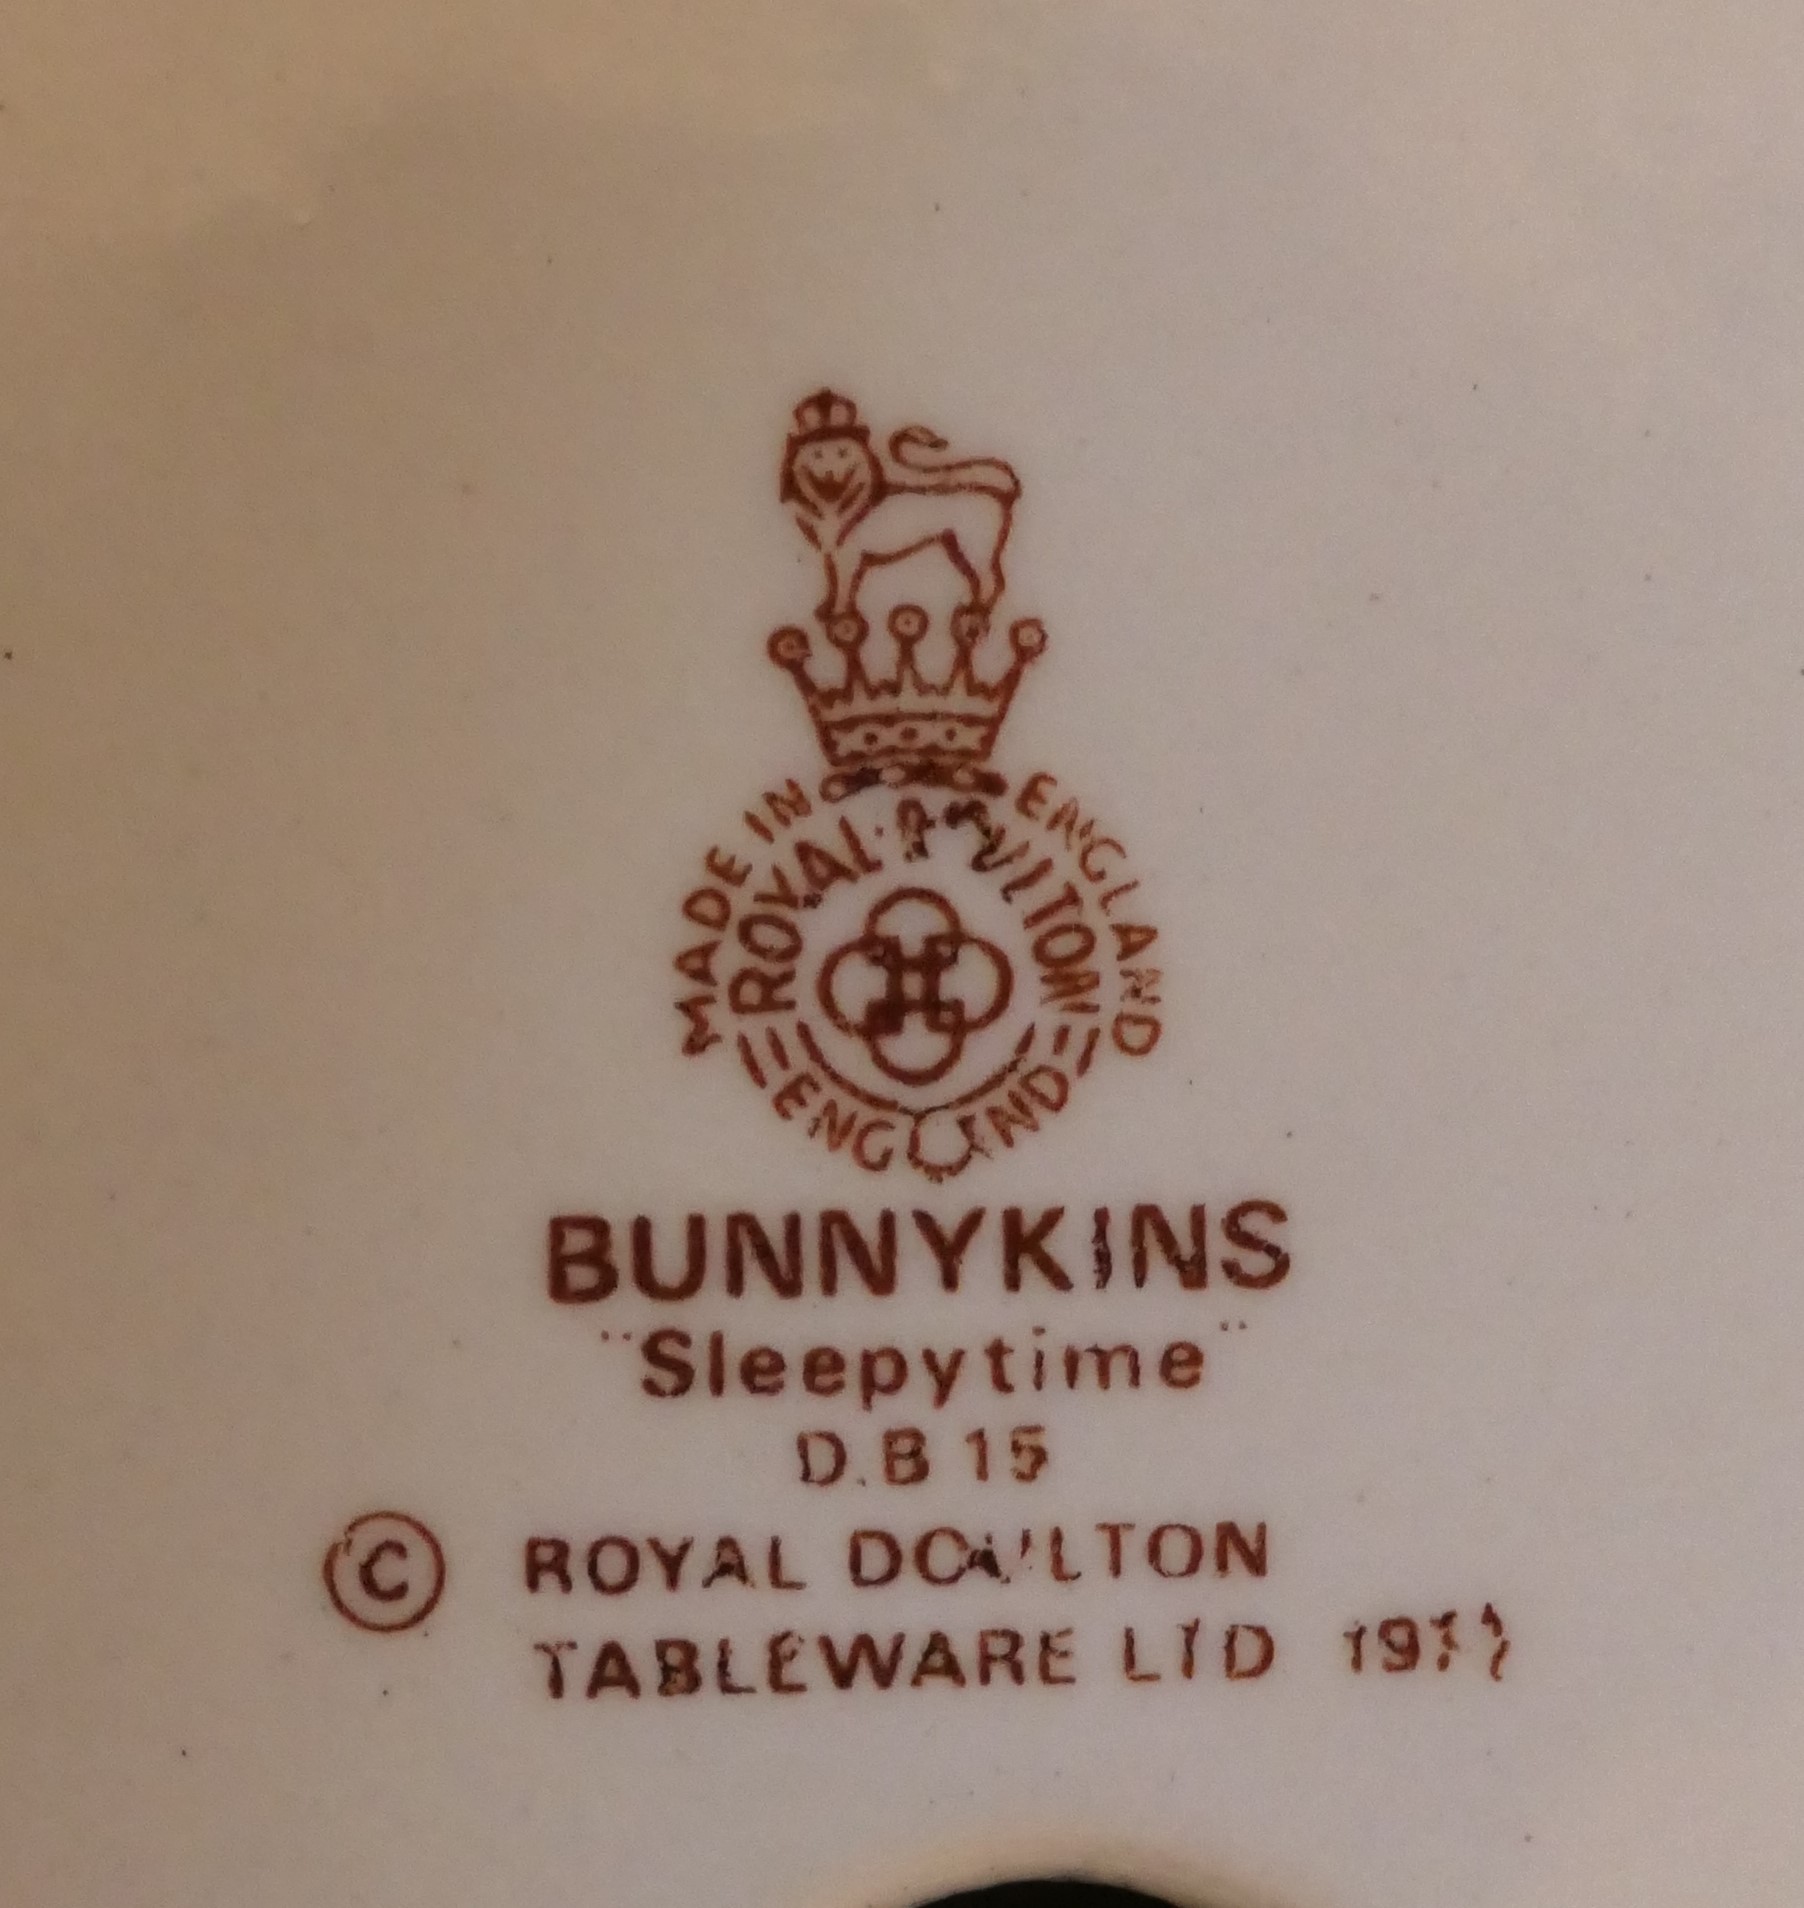 MADE IN ENGLAND
ROYAL DOULTON
ENGLAND
BUNNYKINS
"Sleepytime"
D.B 15
© ROYAL DOULTON
TABLEWARE LTD